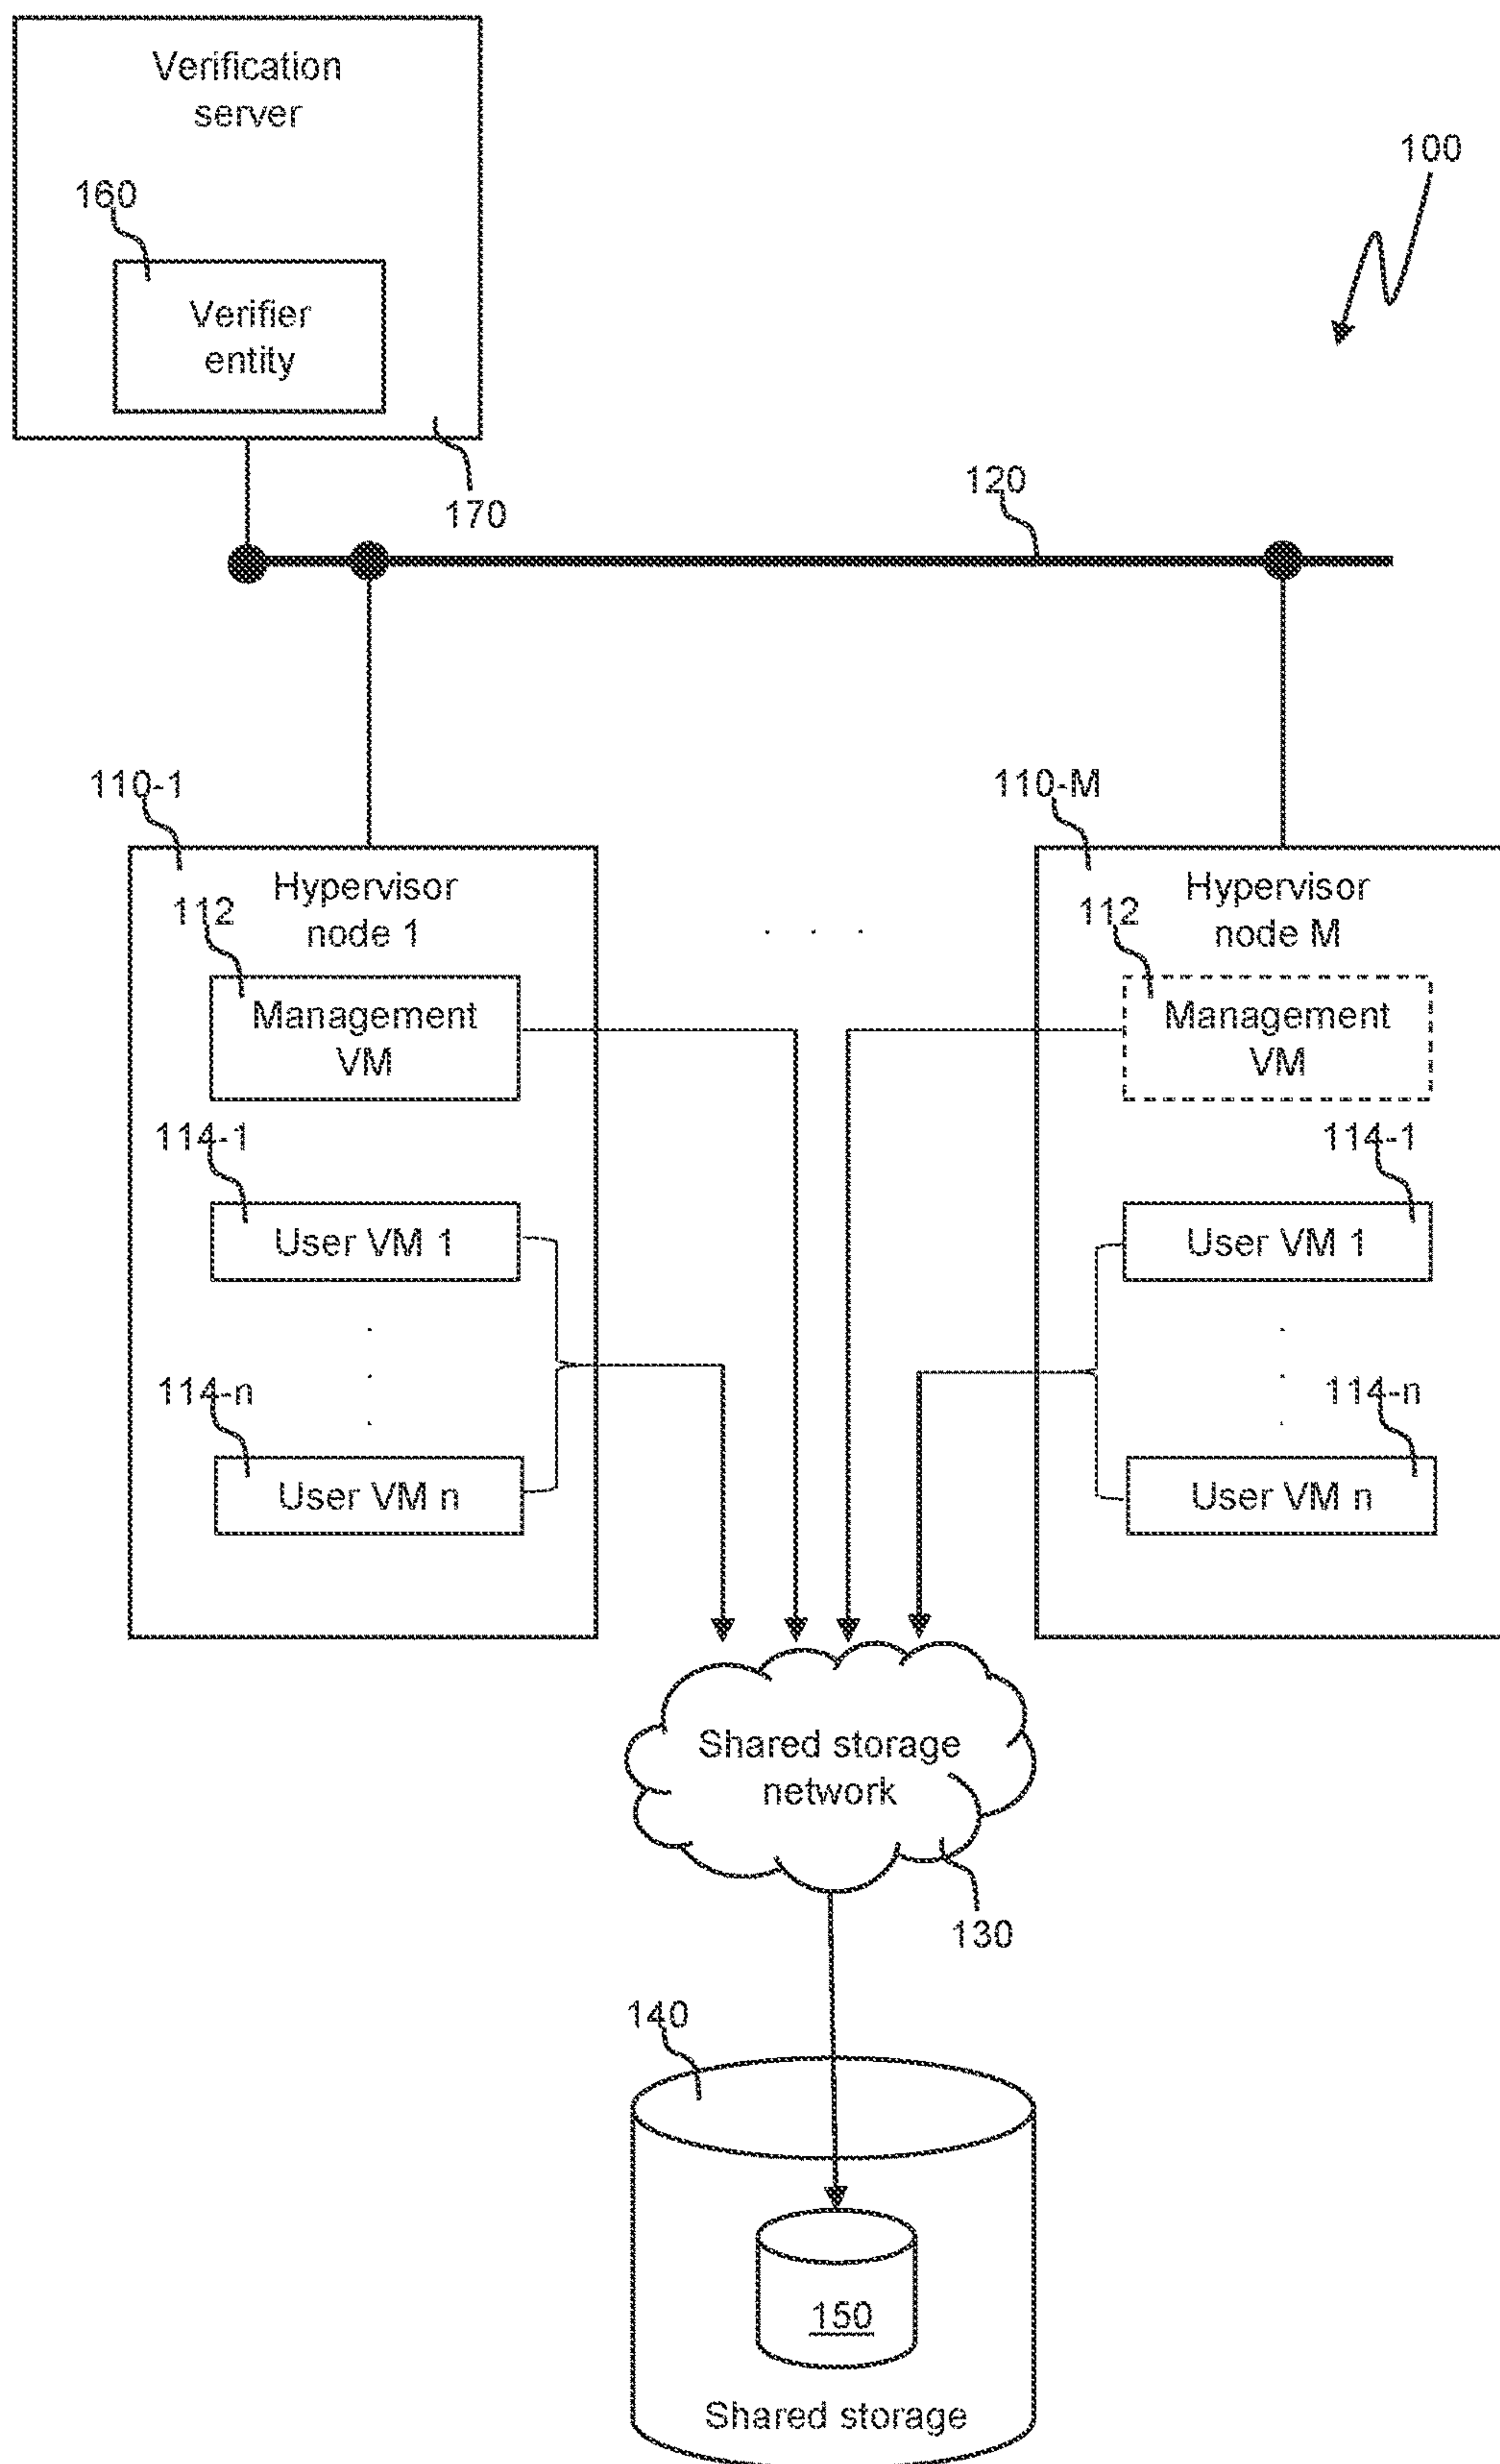 Verification
server
100
160
Verifier
entity
120
170
110-1
110-M
Hypervisor
node 1
112
Management
VM
114-1
User VM 1
.
.
.
114-n
User VM n
. . .
Hypervisor
node M
112
Management
VM
114-1
User VM 1
.
.
.
114-n
User VM n
Shared storage
network
130
140
150
Shared storage